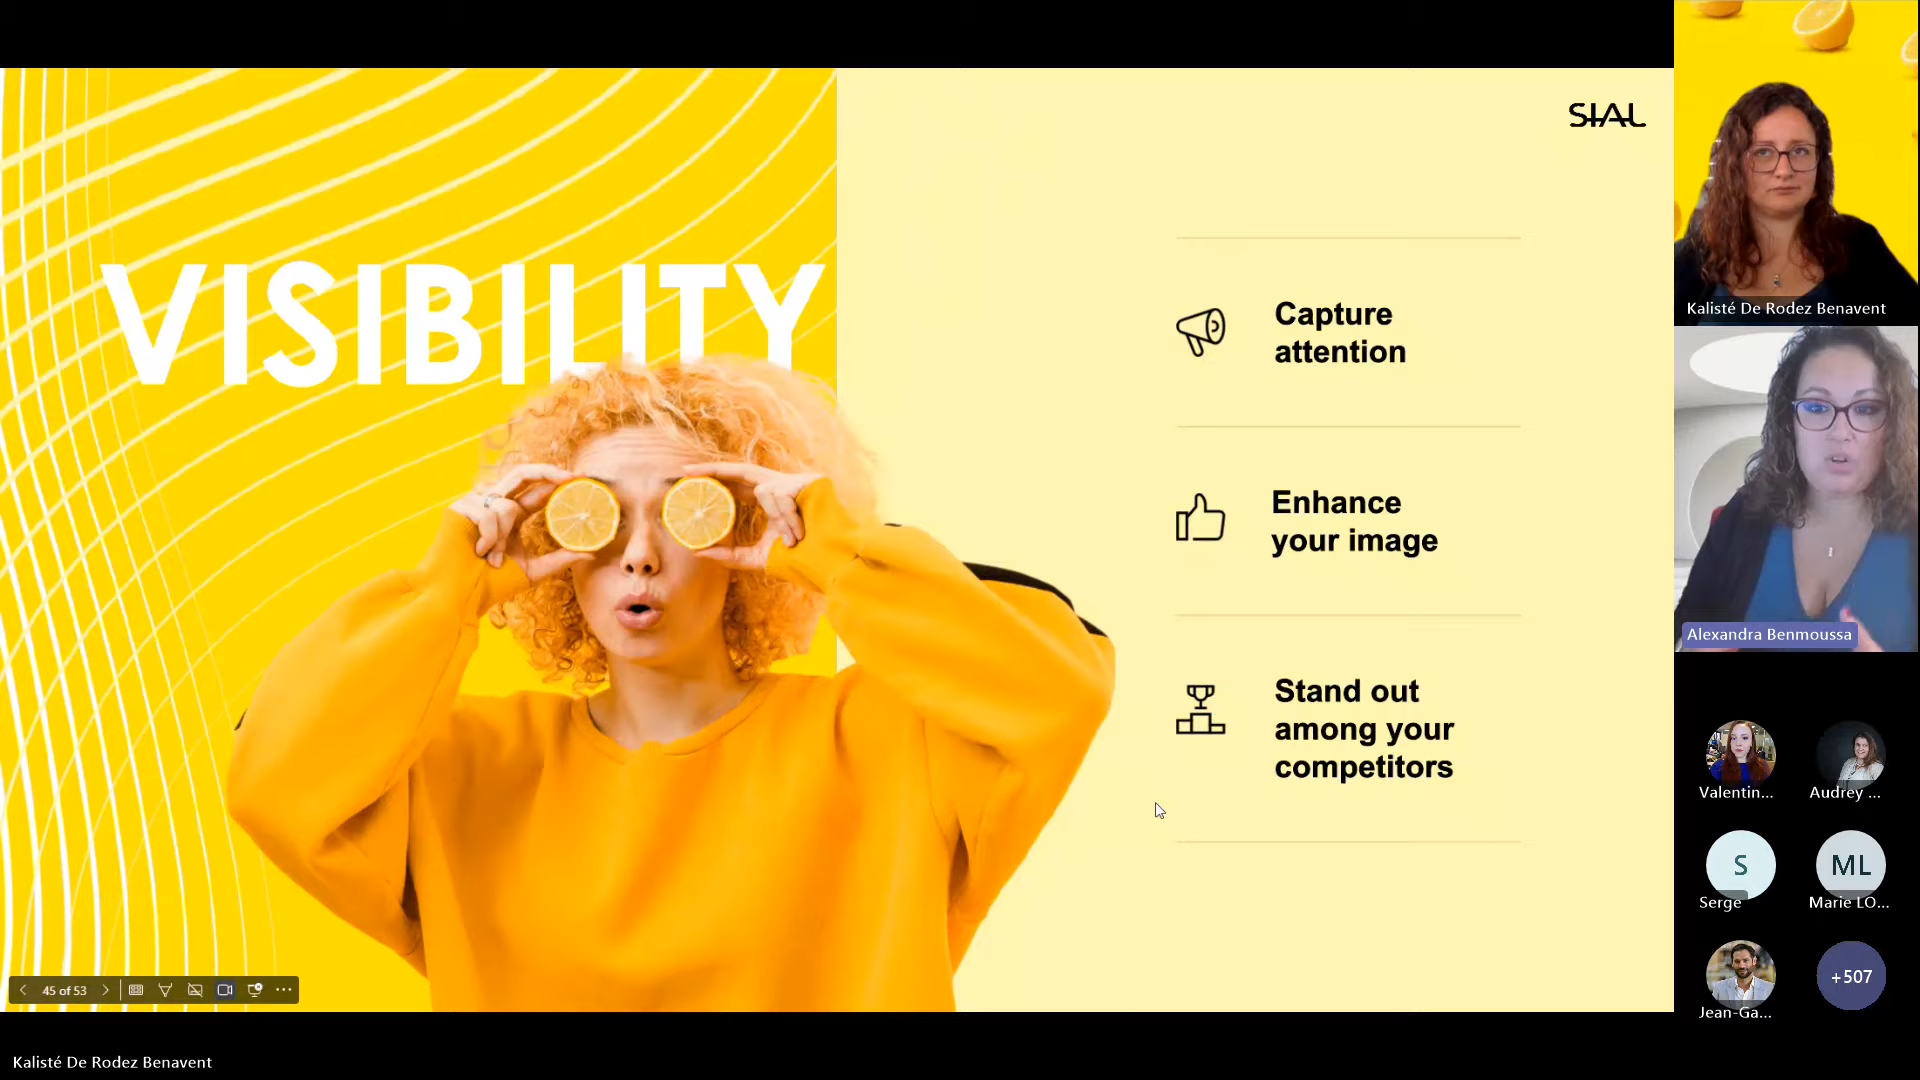 SIAL
VISIBILITY
Capture
attention
Enhance
your image
Stand out
among your
competitors
45 of 53
Kalisté De Rodez Benavent
Kalisté De Rodez Benavent
Alexandra Benmoussa
Valentin...
Audrey ...
S
Serge
ML
Marie LO...
Jean-Ga...
+507